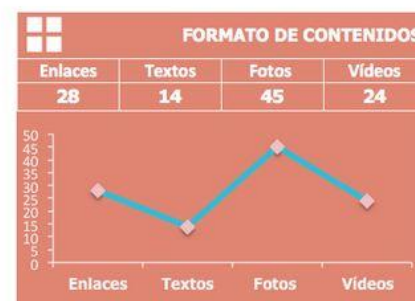 FORMATO DE CONTENIDOS
Enlaces Textos Fotos Vídeos
28 14 45 24
50
45
40
35
30
25
20
15
10
5
0
Enlaces Textos Fotos Vídeos